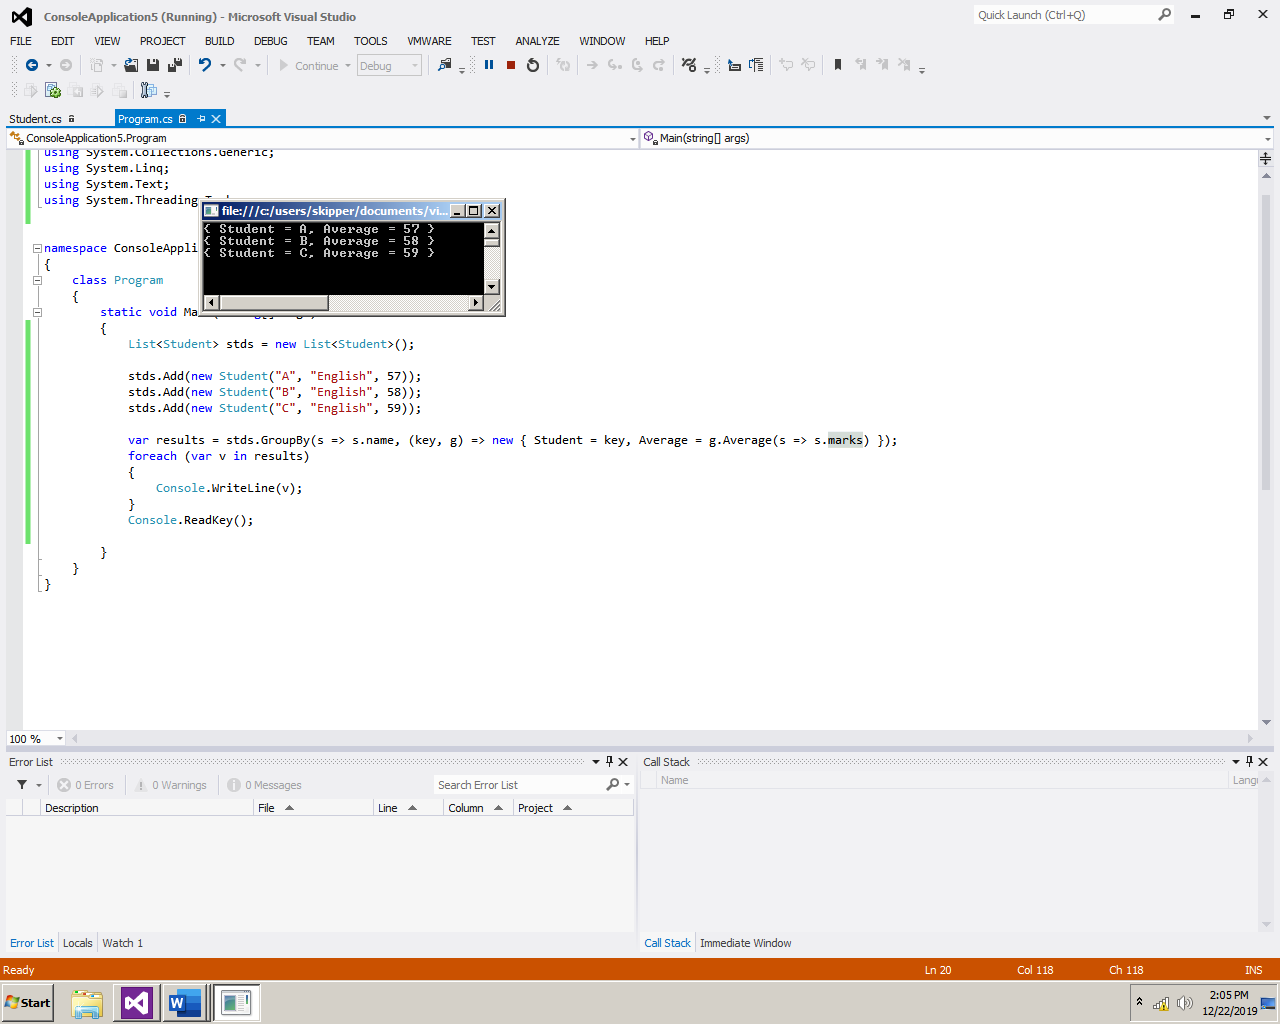 ConsoleApplication5 (Running) - Microsoft Visual Studio
Quick Launch (Ctrl+Q)
FILE EDIT VIEW PROJECT BUILD DEBUG TEAM TOOLS VMWARE TEST ANALYZE WINDOW HELP
Continue Debug
Student.cs Program.cs
ConsoleApplication5.Program Main(string[] args)
using System.Collections.Generic;
using System.Linq;
using System.Text;
using System.Threading
file:///c:/users/skipper/documents/vi...
{ Student = A, Average = 57 }
{ Student = B, Average = 58 }
{ Student = C, Average = 59 }
namespace ConsoleAppli
{
class Program
{
static void
{
List<Student> stds = new List<Student>();
stds.Add(new Student("A", "English", 57));
stds.Add(new Student("B", "English", 58));
stds.Add(new Student("C", "English", 59));
var results = stds.GroupBy(s => s.name, (key, g) => new { Student = key, Average = g.Average(s => s.marks) });
foreach (var v in results)
{
Console.WriteLine(v);
}
Console.ReadKey();
}
}
}
100 %
Error List
0 Errors 0 Warnings 0 Messages Search Error List
Description File Line Column Project
Error List Locals Watch 1
Call Stack
Name Langu
Call Stack Immediate Window
Ready Ln 20 Col 118 Ch 118 INS
Start
2:05 PM
12/22/2019